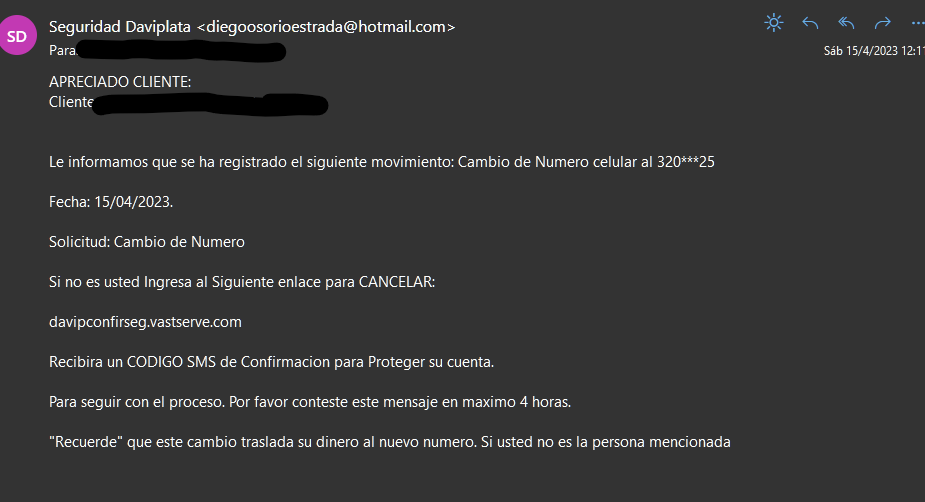 SD
Seguridad Daviplata <diegoosorioestrada@hotmail.com>
Para
Sáb 15/4/2023 12:11
APRECIADO CLIENTE:
Cliente
Le informamos que se ha registrado el siguiente movimiento: Cambio de Numero celular al 320***25
Fecha: 15/04/2023.
Solicitud: Cambio de Numero
Si no es usted Ingresa al Siguiente enlace para CANCELAR:
davipconfirseg.vastserve.com
Recibira un CODIGO SMS de Confirmacion para Proteger su cuenta.
Para seguir con el proceso. Por favor conteste este mensaje en maximo 4 horas.
"Recuerde" que este cambio traslada su dinero al nuevo numero. Si usted no es la persona mencionada